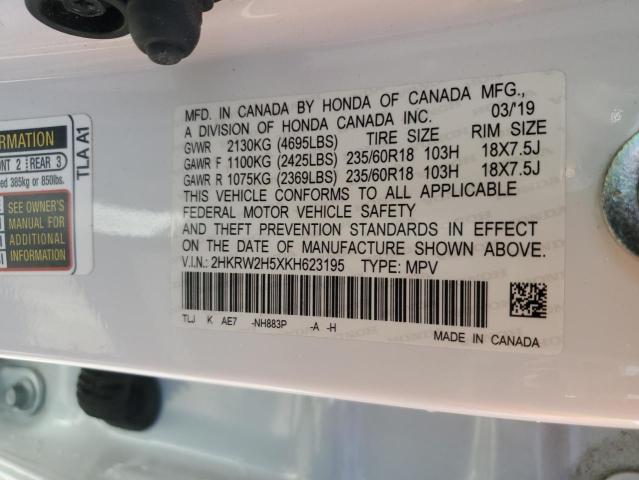 ORMATION
ONT 2 REAR 3
ed 385kg or 850lbs.
SEE OWNER'S
MANUAL FOR
ADDITIONAL
INFORMATION
TLA A1
MFD. IN CANADA BY HONDA OF CANADA MFG.,
A DIVISION OF HONDA CANADA INC. 03/'19
GVWR 2130KG (4695LBS) TIRE SIZE RIM SIZE
GAWR F 1100KG (2425LBS) 235/60R18 103H 18X7.5J
GAWR R 1075KG (2369LBS) 235/60R18 103H 18X7.5J
THIS VEHICLE CONFORMS TO ALL APPLICABLE
FEDERAL MOTOR VEHICLE SAFETY
AND THEFT PREVENTION STANDARDS IN EFFECT
ON THE DATE OF MANUFACTURE SHOWN ABOVE.
V.I.N.: 2HKRW2H5XKH623195 TYPE: MPV
TLJ K AE7 -NH883P -A -H
MADE IN CANADA